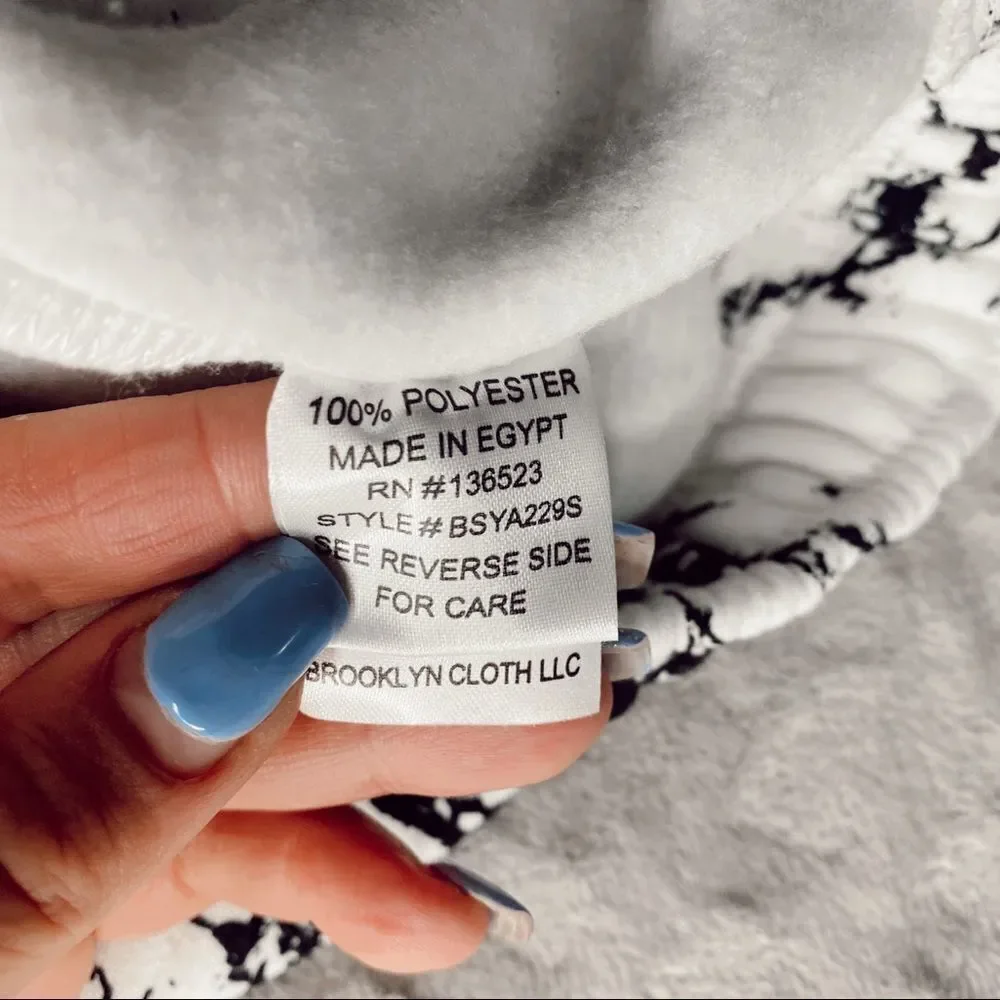 100% POLYESTER
MADE IN EGYPT
RN #136523
STYLE# BSYA229S
SEE REVERSE SIDE
FOR CARE
BROOKLYN CLOTH LLC